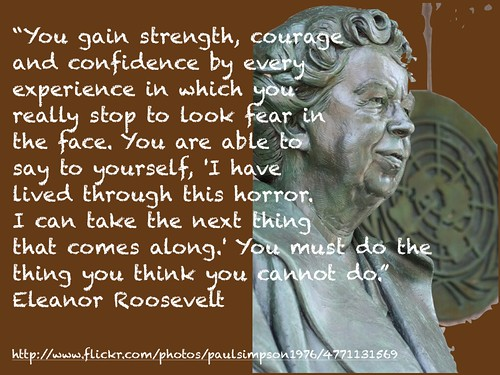 “You gain strength, courage
and confidence by every
experience in which you
really stop to look fear in
the face. You are able to
say to yourself, 'I have
lived through this horror.
I can take the next thing
that comes along.' You must do the
thing you think you cannot do.”
Eleanor Roosevelt
http://www.flickr.com/photos/paulsimpson1976/4771131569